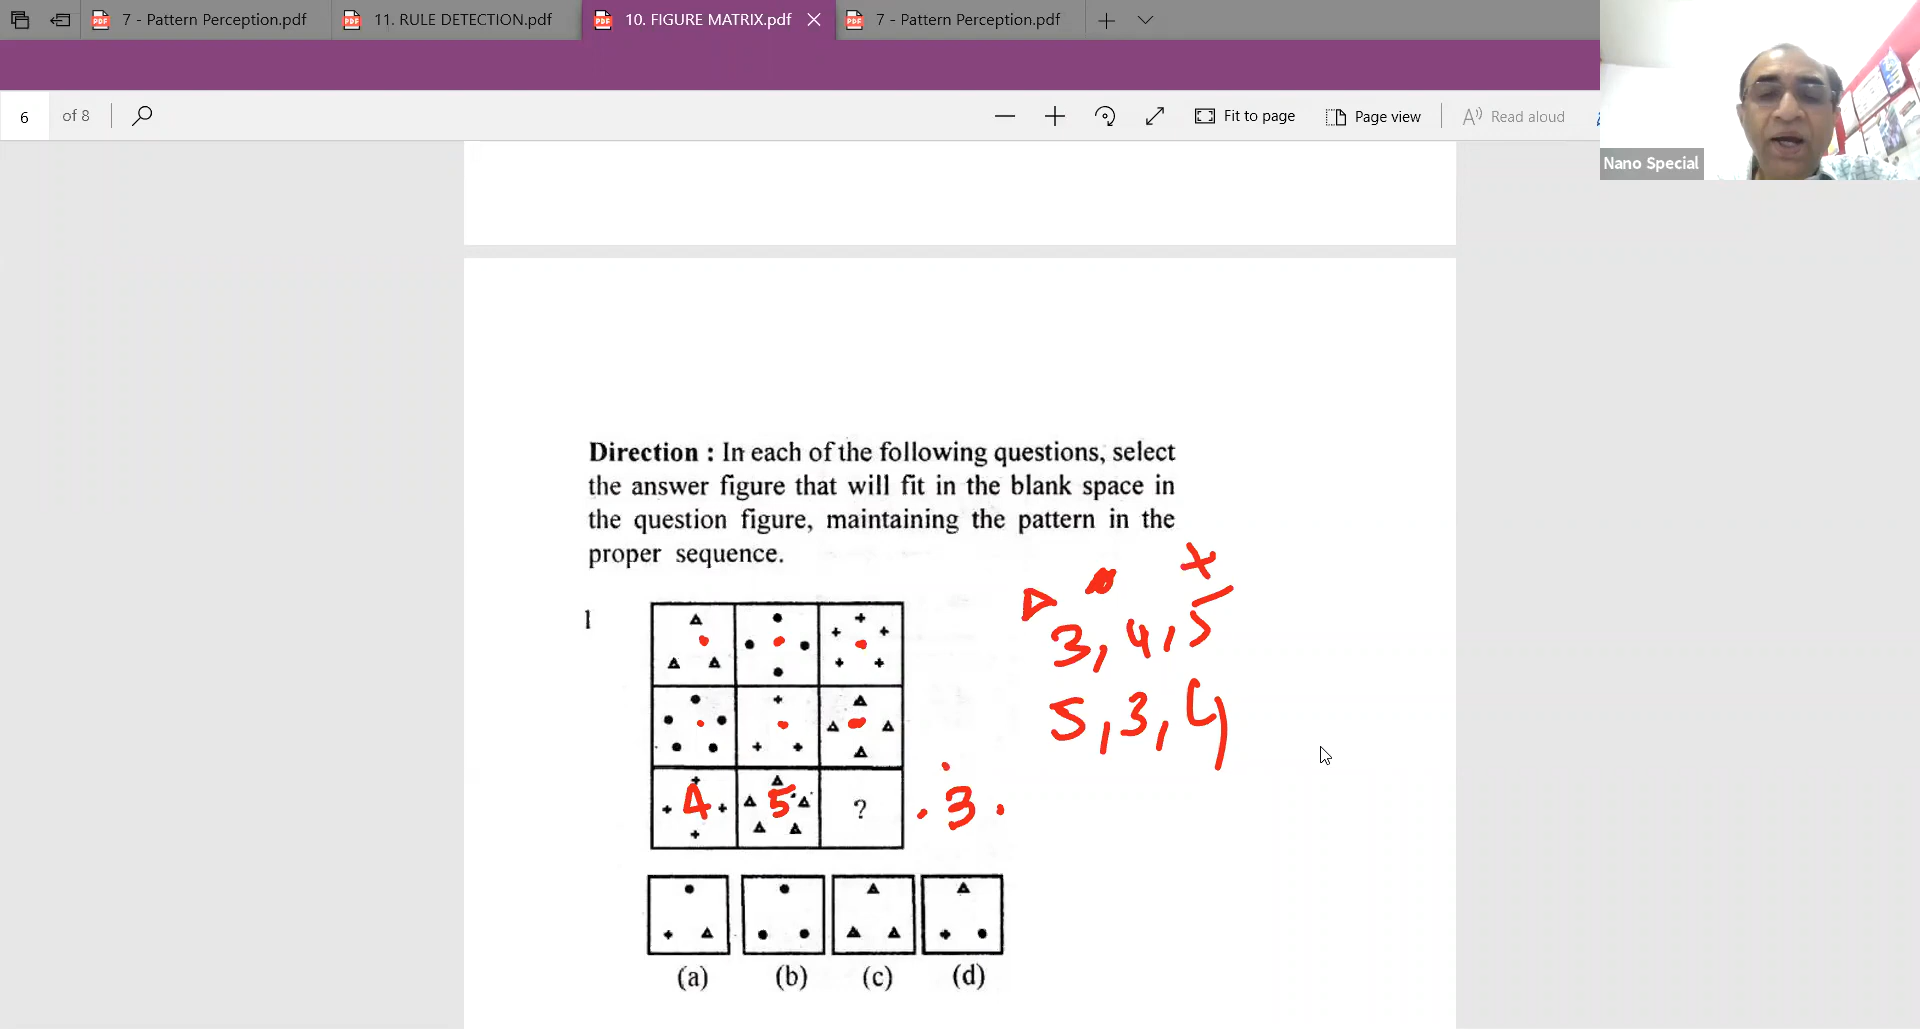 7 - Pattern Perception.pdf
11. RULE DETECTION.pdf
10. FIGURE MATRIX.pdf
7 - Pattern Perception.pdf
6 of 8
Fit to page
Page view
Read aloud
Nano Special
Direction : In each of the following questions, select
the answer figure that will fit in the blank space in
the question figure, maintaining the pattern in the
proper sequence.
1
3, 4, 5
5, 3, 4
4 5 ? 3
(a) (b) (c) (d)